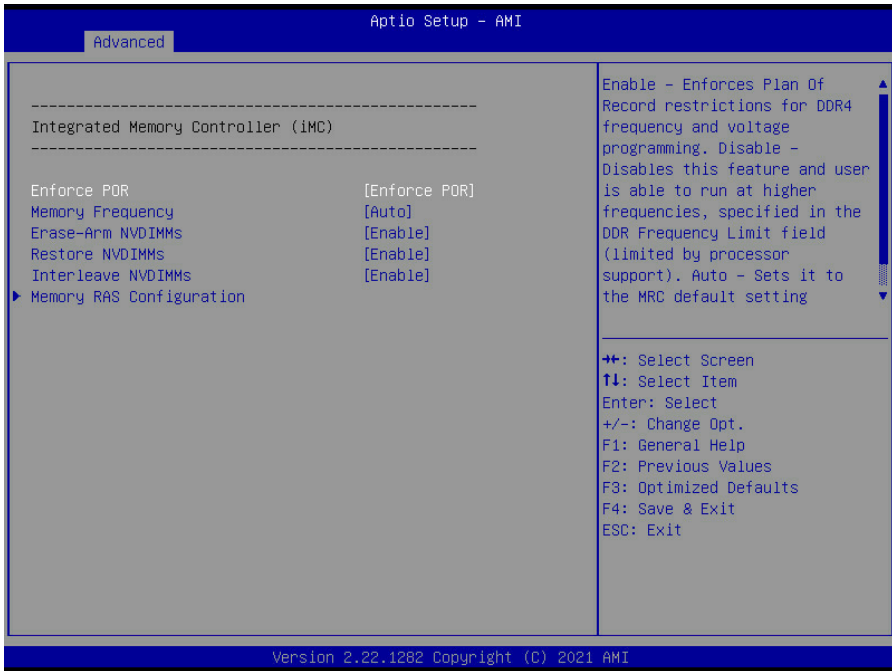 Aptio Setup – AMI
Advanced
Integrated Memory Controller (iMC)
Enforce POR [Enforce POR]
Memory Frequency [Auto]
Erase-Arm NVDIMMs [Enable]
Restore NVDIMMs [Enable]
Interleave NVDIMMs [Enable]
Memory RAS Configuration
Enable – Enforces Plan Of
Record restrictions for DDR4
frequency and voltage
programming. Disable –
Disables this feature and user
is able to run at higher
frequencies, specified in the
DDR Frequency Limit field
(limited by processor
support). Auto – Sets it to
the MRC default setting
→←: Select Screen
↑↓: Select Item
Enter: Select
+/-: Change Opt.
F1: General Help
F2: Previous Values
F3: Optimized Defaults
F4: Save & Exit
ESC: Exit
Version 2.22.1282 Copyright (C) 2021 AMI